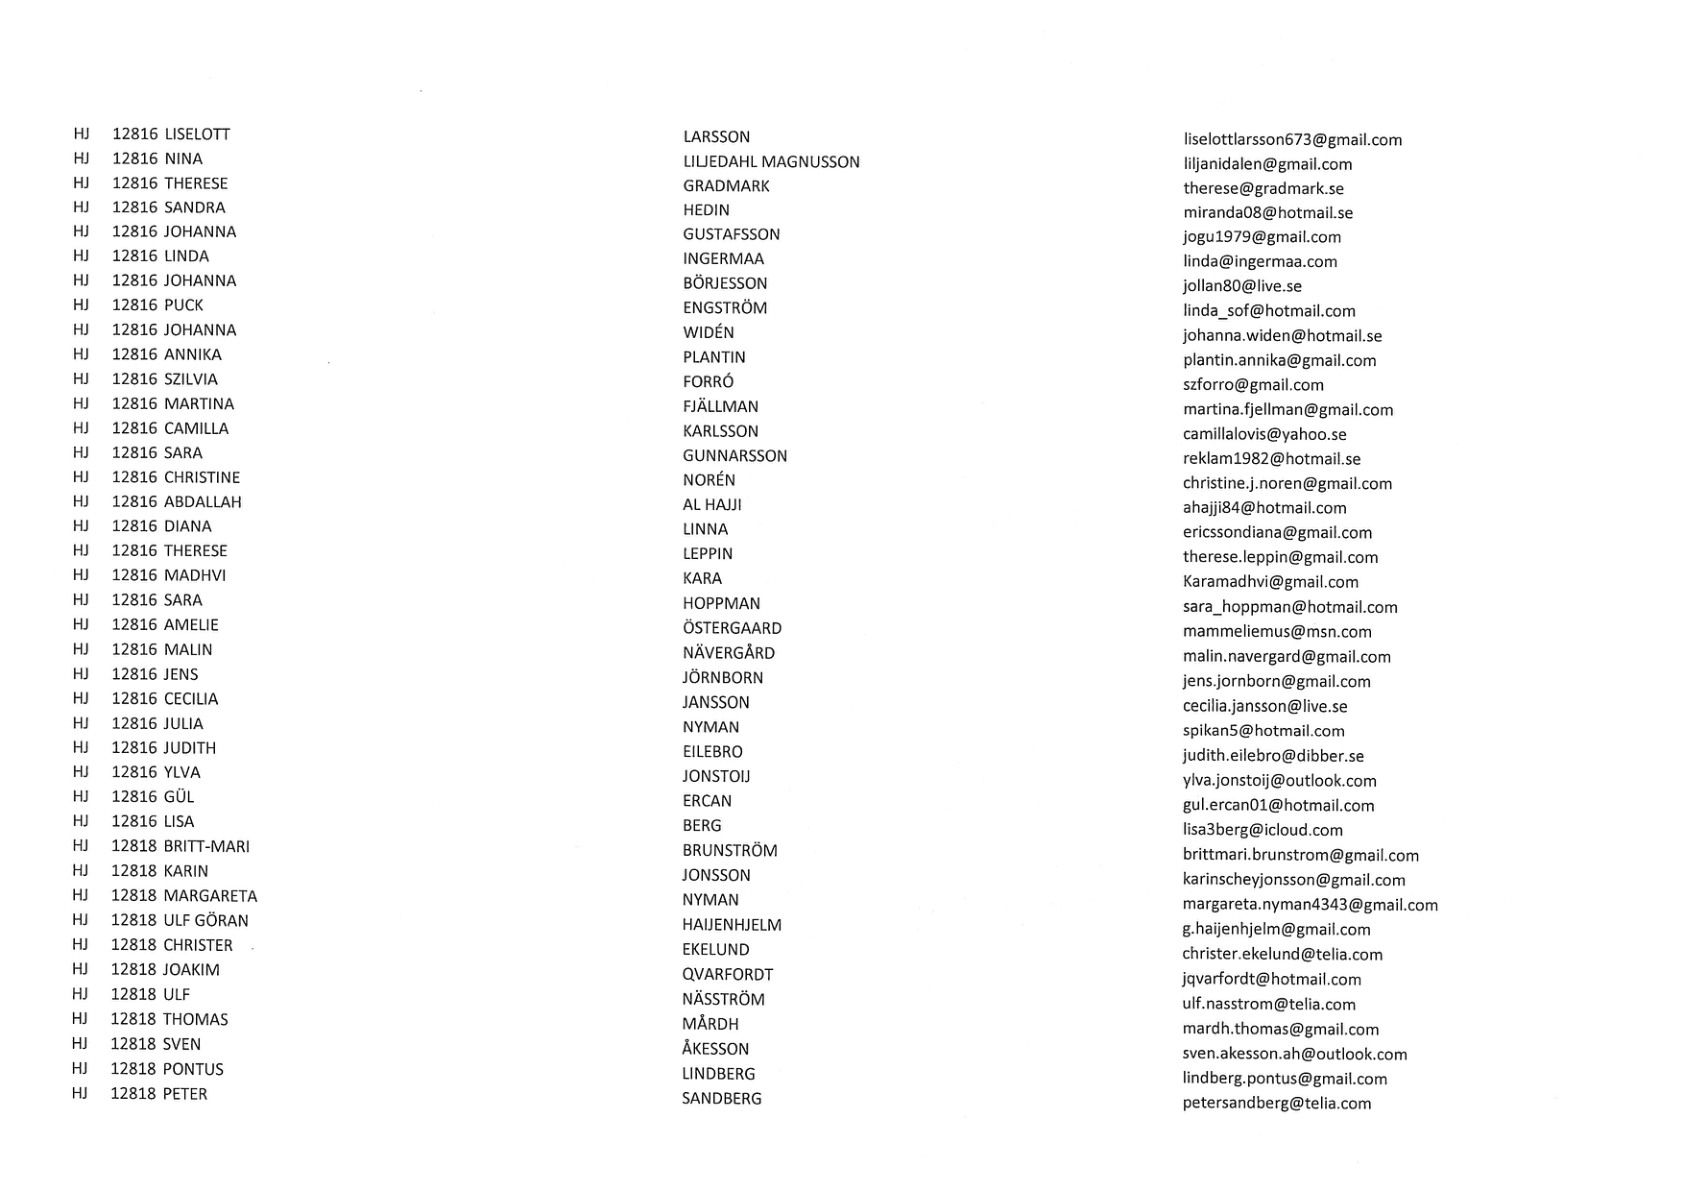 HJ 12816 LISELOTT LARSSON liselottlarsson673@gmail.com
HJ 12816 NINA LILJEDAHL MAGNUSSON liljanidalen@gmail.com
HJ 12816 THERESE GRADMARK therese@gradmark.se
HJ 12816 SANDRA HEDIN miranda08@hotmail.se
HJ 12816 JOHANNA GUSTAFSSON jogu1979@gmail.com
HJ 12816 LINDA INGERMAA linda@ingermaa.com
HJ 12816 JOHANNA BÖRJESSON jollan80@live.se
HJ 12816 PUCK ENGSTRÖM linda_sof@hotmail.com
HJ 12816 JOHANNA WIDÉN johanna.widen@hotmail.se
HJ 12816 ANNIKA PLANTIN plantin.annika@gmail.com
HJ 12816 SZILVIA FORRÓ szforro@gmail.com
HJ 12816 MARTINA FJÄLLMAN martina.fjellman@gmail.com
HJ 12816 CAMILLA KARLSSON camillalovis@yahoo.se
HJ 12816 SARA GUNNARSSON reklam1982@hotmail.se
HJ 12816 CHRISTINE NORÉN christine.j.noren@gmail.com
HJ 12816 ABDALLAH AL HAJJI ahajji84@hotmail.com
HJ 12816 DIANA LINNA ericssondiana@gmail.com
HJ 12816 THERESE LEPPIN therese.leppin@gmail.com
HJ 12816 MADHVI KARA Karamadhvi@gmail.com
HJ 12816 SARA HOPPMAN sara_hoppman@hotmail.com
HJ 12816 AMELIE ÖSTERGAARD mammeliemus@msn.com
HJ 12816 MALIN NÄVERGÅRD malin.navergard@gmail.com
HJ 12816 JENS JÖRNBORN jens.jornborn@gmail.com
HJ 12816 CECILIA JANSSON cecilia.jansson@live.se
HJ 12816 JULIA NYMAN spikan5@hotmail.com
HJ 12816 JUDITH EILEBRO judith.eilebro@dibber.se
HJ 12816 YLVA JONSTOIJ ylva.jonstoij@outlook.com
HJ 12816 GÜL ERCAN gul.ercan01@hotmail.com
HJ 12816 LISA BERG lisa3berg@icloud.com
HJ 12818 BRITT-MARI BRUNSTRÖM brittmari.brunstrom@gmail.com
HJ 12818 KARIN JONSSON karinscheyjonsson@gmail.com
HJ 12818 MARGARETA NYMAN margareta.nyman4343@gmail.com
HJ 12818 ULF GÖRAN HAIJENHJELM g.haijenhjelm@gmail.com
HJ 12818 CHRISTER EKELUND christer.ekelund@telia.com
HJ 12818 JOAKIM QVARFORDT jqvarfordt@hotmail.com
HJ 12818 ULF NÄSSTRÖM ulf.nasstrom@telia.com
HJ 12818 THOMAS MÅRDH mardh.thomas@gmail.com
HJ 12818 SVEN ÅKESSON sven.akesson.ah@outlook.com
HJ 12818 PONTUS LINDBERG lindberg.pontus@gmail.com
HJ 12818 PETER SANDBERG petersandberg@telia.com